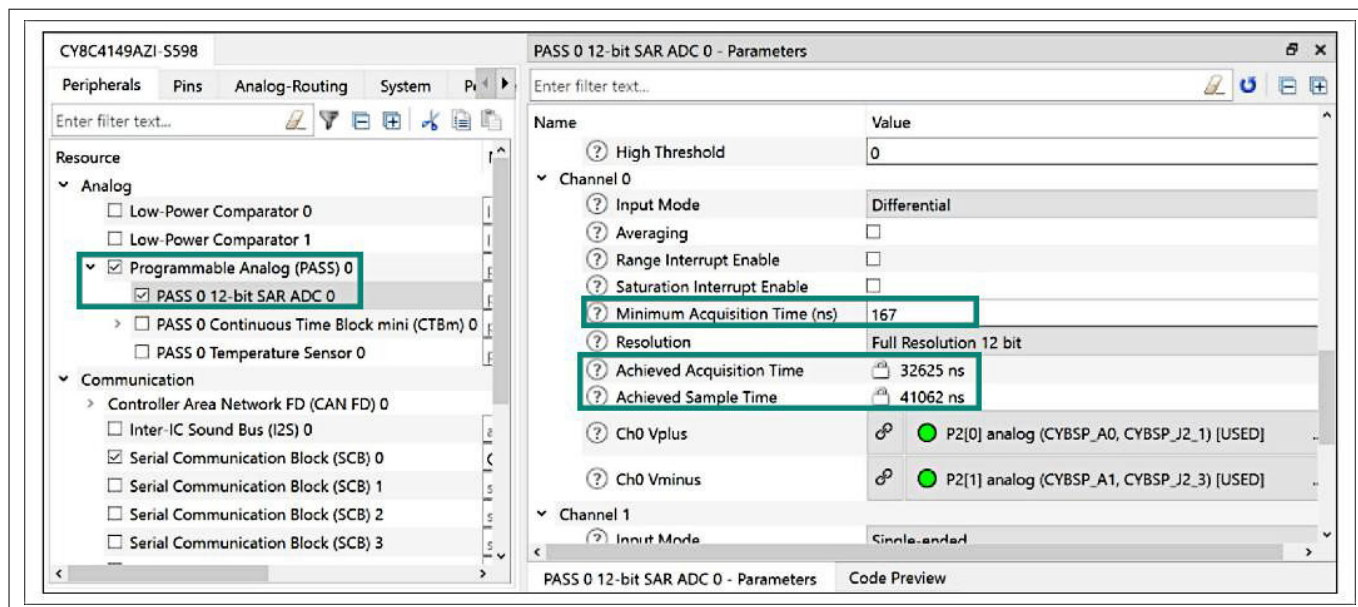 CY8C4149AZI-S598
Peripherals Pins Analog-Routing System
Enter filter text...
Resource
Analog
Low-Power Comparator 0
Low-Power Comparator 1
Programmable Analog (PASS) 0
PASS 0 12-bit SAR ADC 0
PASS 0 Continuous Time Block mini (CTBm) 0
PASS 0 Temperature Sensor 0
Communication
Controller Area Network FD (CAN FD) 0
Inter-IC Sound Bus (I2S) 0
Serial Communication Block (SCB) 0
Serial Communication Block (SCB) 1
Serial Communication Block (SCB) 2
Serial Communication Block (SCB) 3
PASS 0 12-bit SAR ADC 0 - Parameters
Enter filter text...
Name Value
High Threshold 0
Channel 0
Input Mode Differential
Averaging
Range Interrupt Enable
Saturation Interrupt Enable
Minimum Acquisition Time (ns) 167
Resolution Full Resolution 12 bit
Achieved Acquisition Time 32625 ns
Achieved Sample Time 41062 ns
Ch0 Vplus P2[0] analog (CYBSP_A0, CYBSP_J2_1) [USED] ...
Ch0 Vminus P2[1] analog (CYBSP_A1, CYBSP_J2_3) [USED]
Channel 1
Input Mode Single-ended
PASS 0 12-bit SAR ADC 0 - Parameters Code Preview